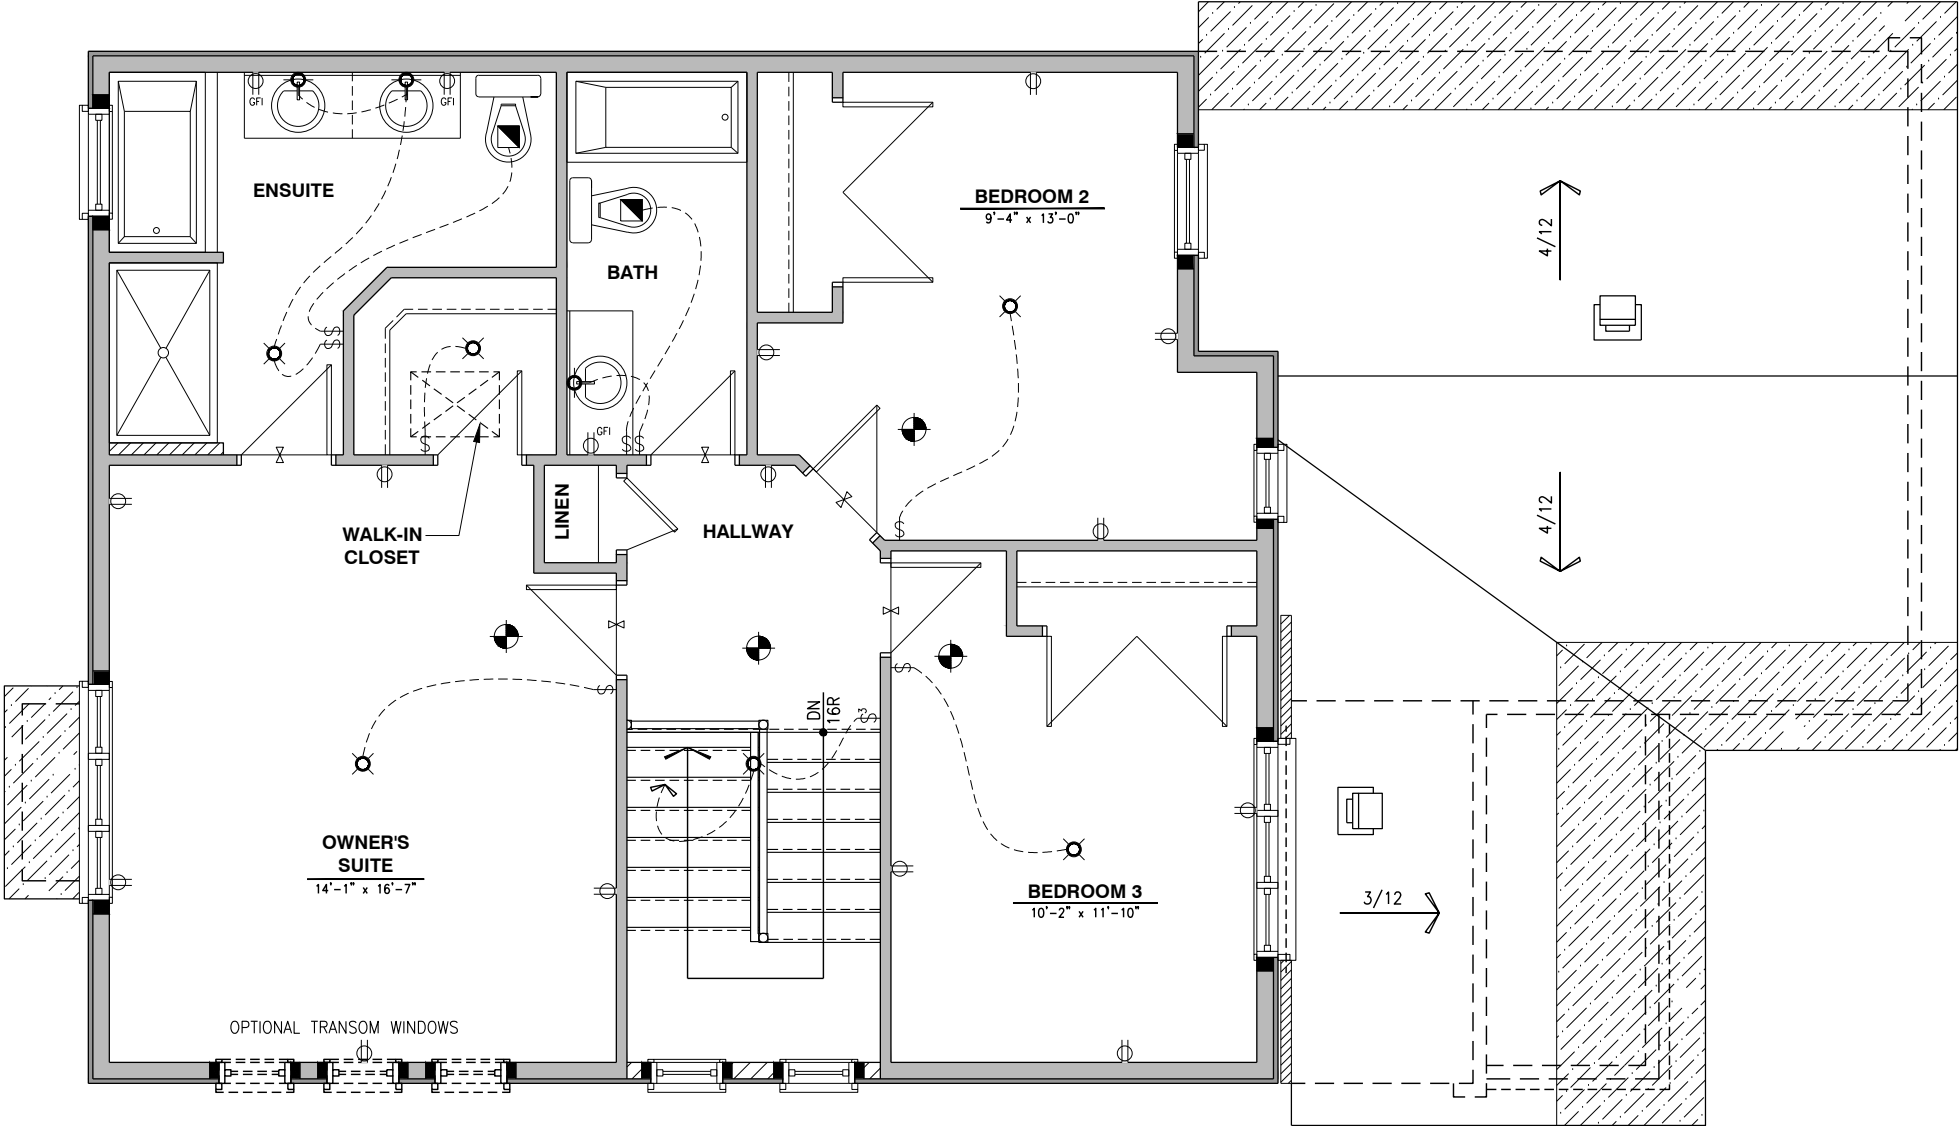 GFI
GFI
ENSUITE
BEDROOM 2
9'-4" x 13'-0"
4/12
BATH
S
S
GFI
S
S S
LINEN
WALK-IN
CLOSET
HALLWAY
S
4/12
S
S
DN
16R
S3
OWNER'S
SUITE
14'-1" x 16'-7"
BEDROOM 3
10'-2" x 11'-10"
3/12
OPTIONAL TRANSOM WINDOWS